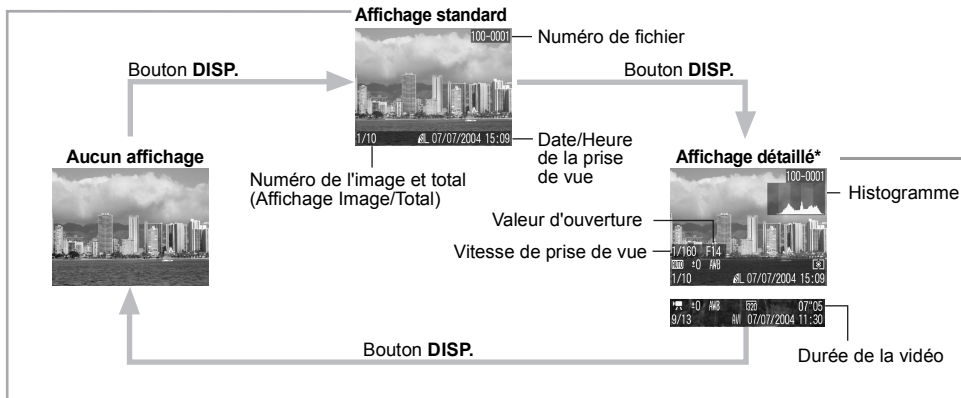 Affichage standard
100-0001
Numéro de fichier
Bouton DISP.
Bouton DISP.
1/10 L 07/07/2004 15:09
Date/Heure
de la prise
de vue
Aucun affichage
Affichage détaillé*
Numéro de l'image et total
(Affichage Image/Total)
100-0001
Histogramme
Valeur d'ouverture
Vitesse de prise de vue
1/160 F14
AUTO ±0 AWB
1/10 L 07/07/2004 15:09
±0 AWB 320 07"05
9/13 AVI 07/07/2004 11:30
Bouton DISP.
Durée de la vidéo